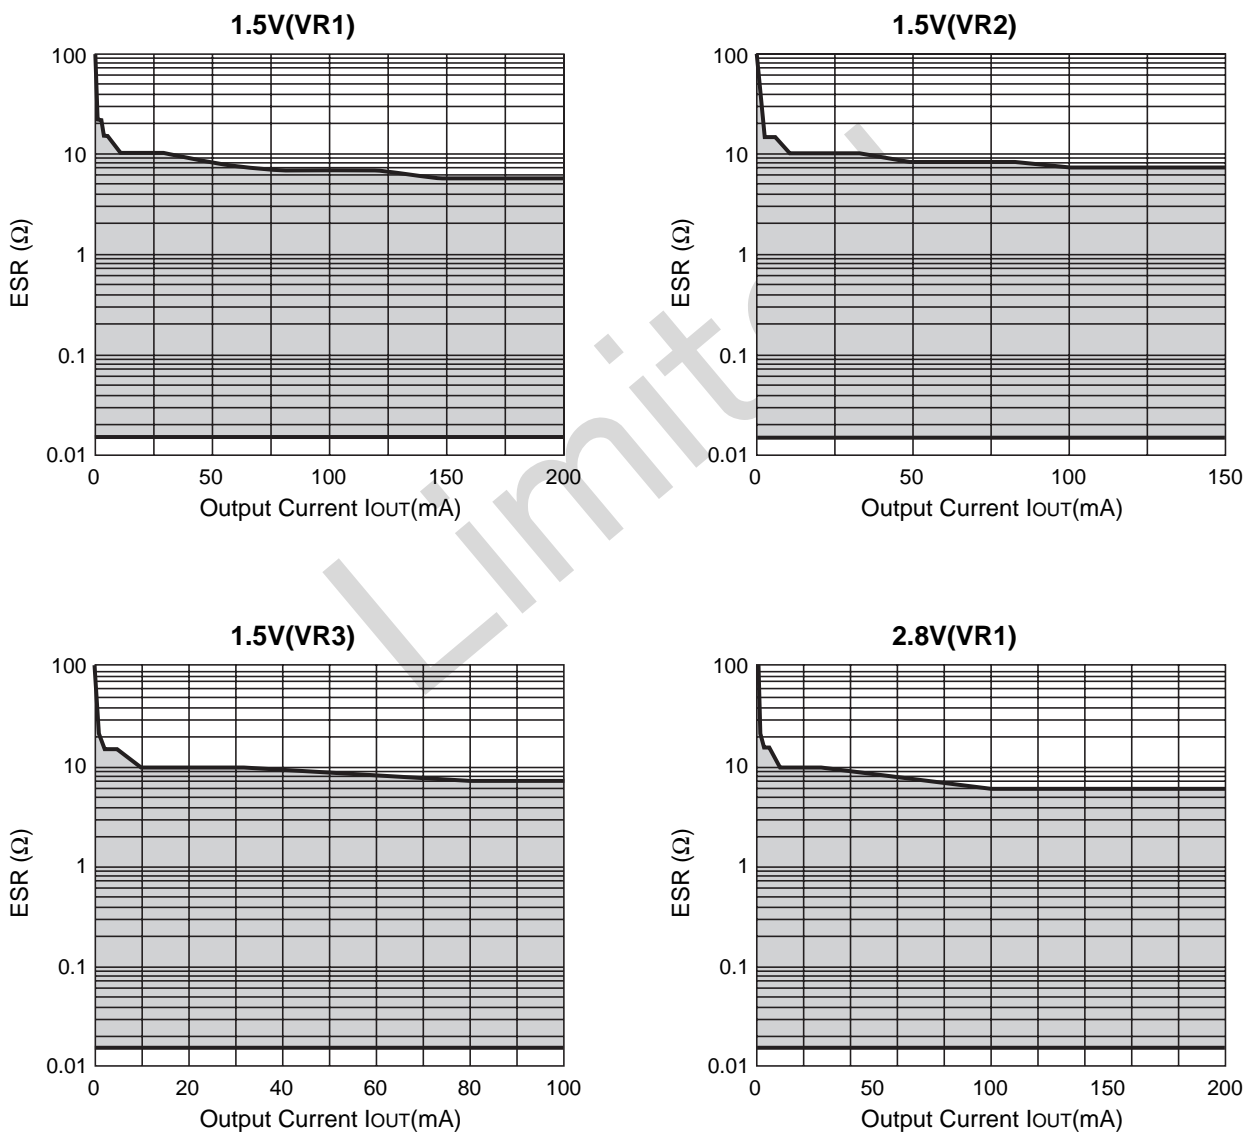 1.5V(VR1)
100
10
1
0.1
0.01
ESR (Ω)
0 50 100 150 200
Output Current IOUT(mA)
1.5V(VR2)
100
10
1
0.1
0.01
ESR (Ω)
0 50 100 150
Output Current IOUT(mA)
1.5V(VR3)
100
10
1
0.1
0.01
ESR (Ω)
0 20 40 60 80 100
Output Current IOUT(mA)
2.8V(VR1)
100
10
1
0.1
0.01
ESR (Ω)
0 50 100 150 200
Output Current IOUT(mA)
Limited